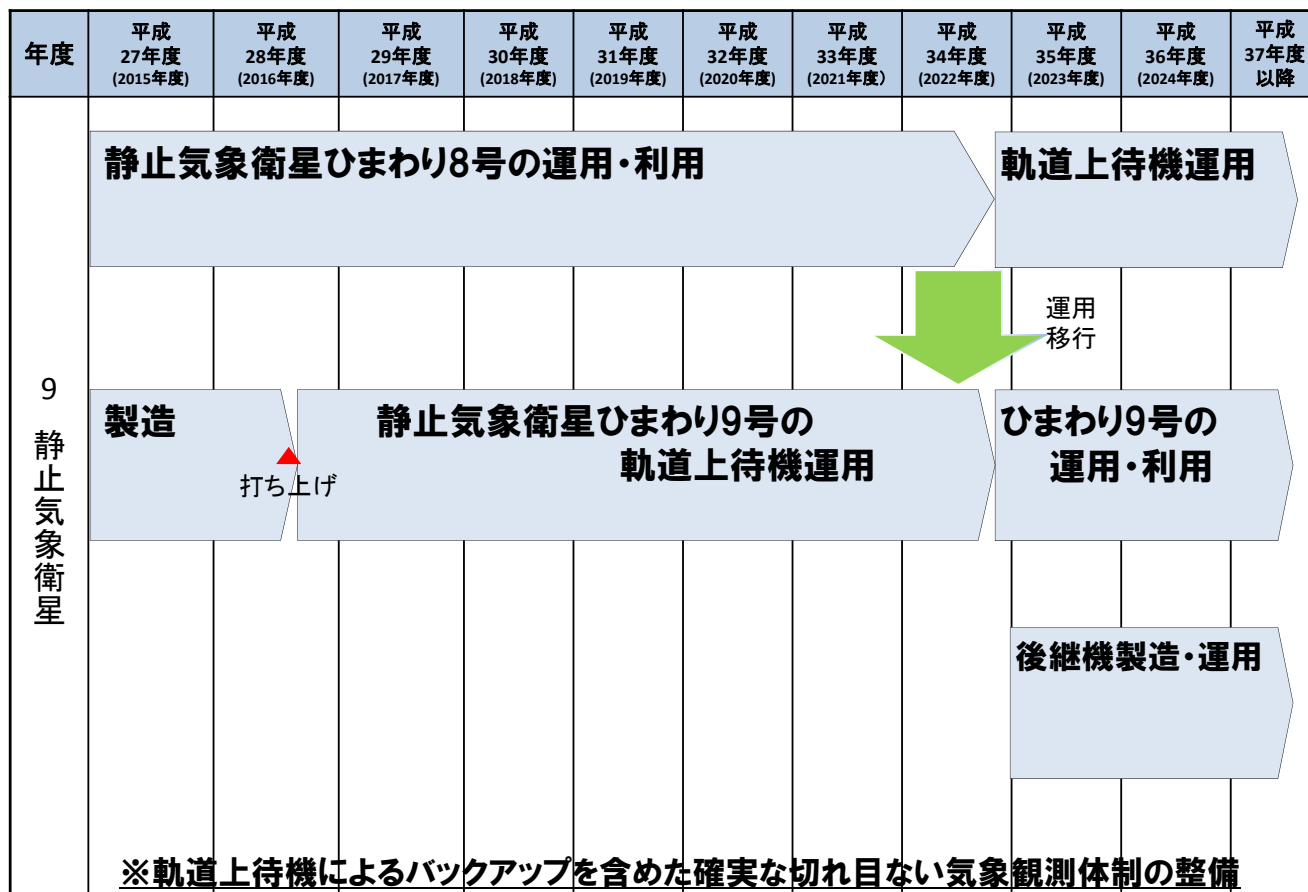 年度
平成
27年度
(2015年度)
平成
28年度
(2016年度)
平成
29年度
(2017年度)
平成
30年度
(2018年度)
平成
31年度
(2019年度)
平成
32年度
(2020年度)
平成
33年度
(2021年度)
平成
34年度
(2022年度)
平成
35年度
(2023年度)
平成
36年度
(2024年度)
平成
37年度
以降
9 静止気象衛星
静止気象衛星ひまわり8号の運用・利用
軌道上待機運用
運用
移行
製造
打ち上げ
静止気象衛星ひまわり9号の
軌道上待機運用
ひまわり9号の
運用・利用
後継機製造・運用
※軌道上待機によるバックアップを含めた確実な切れ目ない気象観測体制の整備